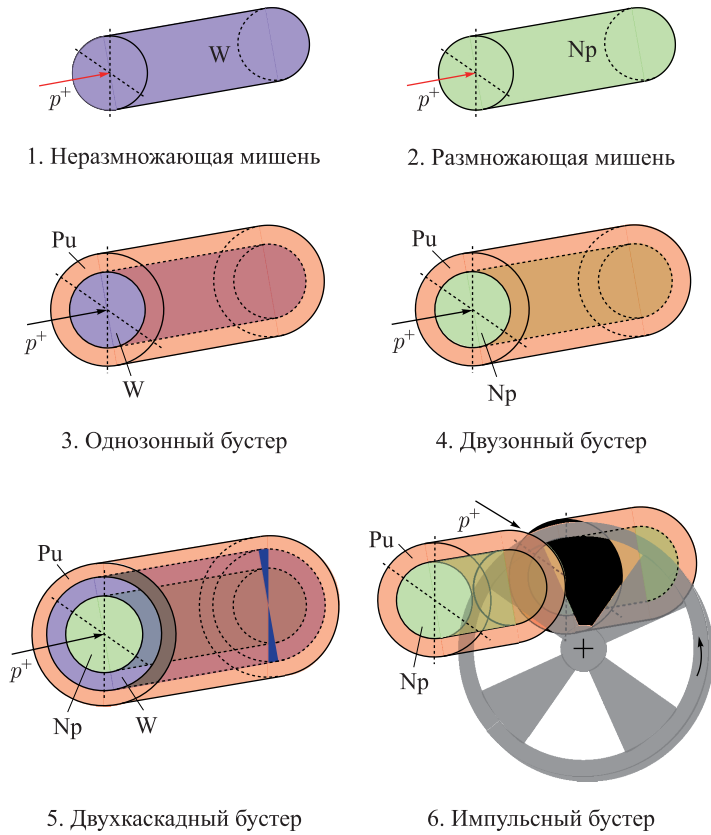 W
p+
1. Неразмножающая мишень
Np
p+
2. Размножающая мишень
Pu
p+
W
3. Однозонный бустер
Pu
p+
Np
4. Двузонный бустер
Pu
p+
Np
W
5. Двухкаскадный бустер
p+
Pu
Np
6. Импульсный бустер